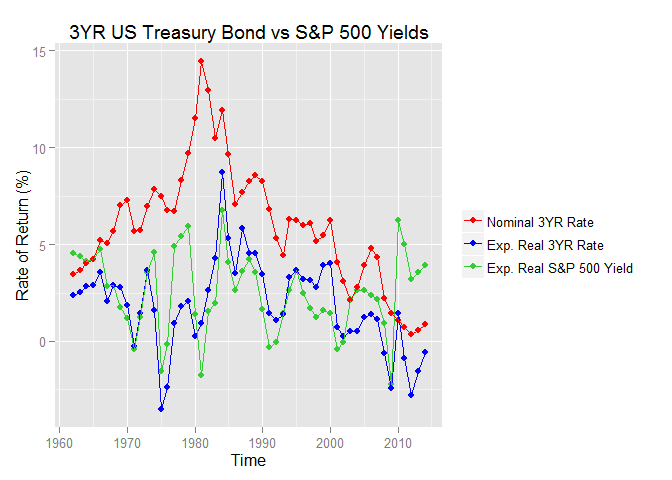 3YR US Treasury Bond vs S&P 500 Yields
Rate of Return (%)
15
10
5
0
1960
1970
1980
1990
2000
2010
Time
Nominal 3YR Rate
Exp. Real 3YR Rate
Exp. Real S&P 500 Yield